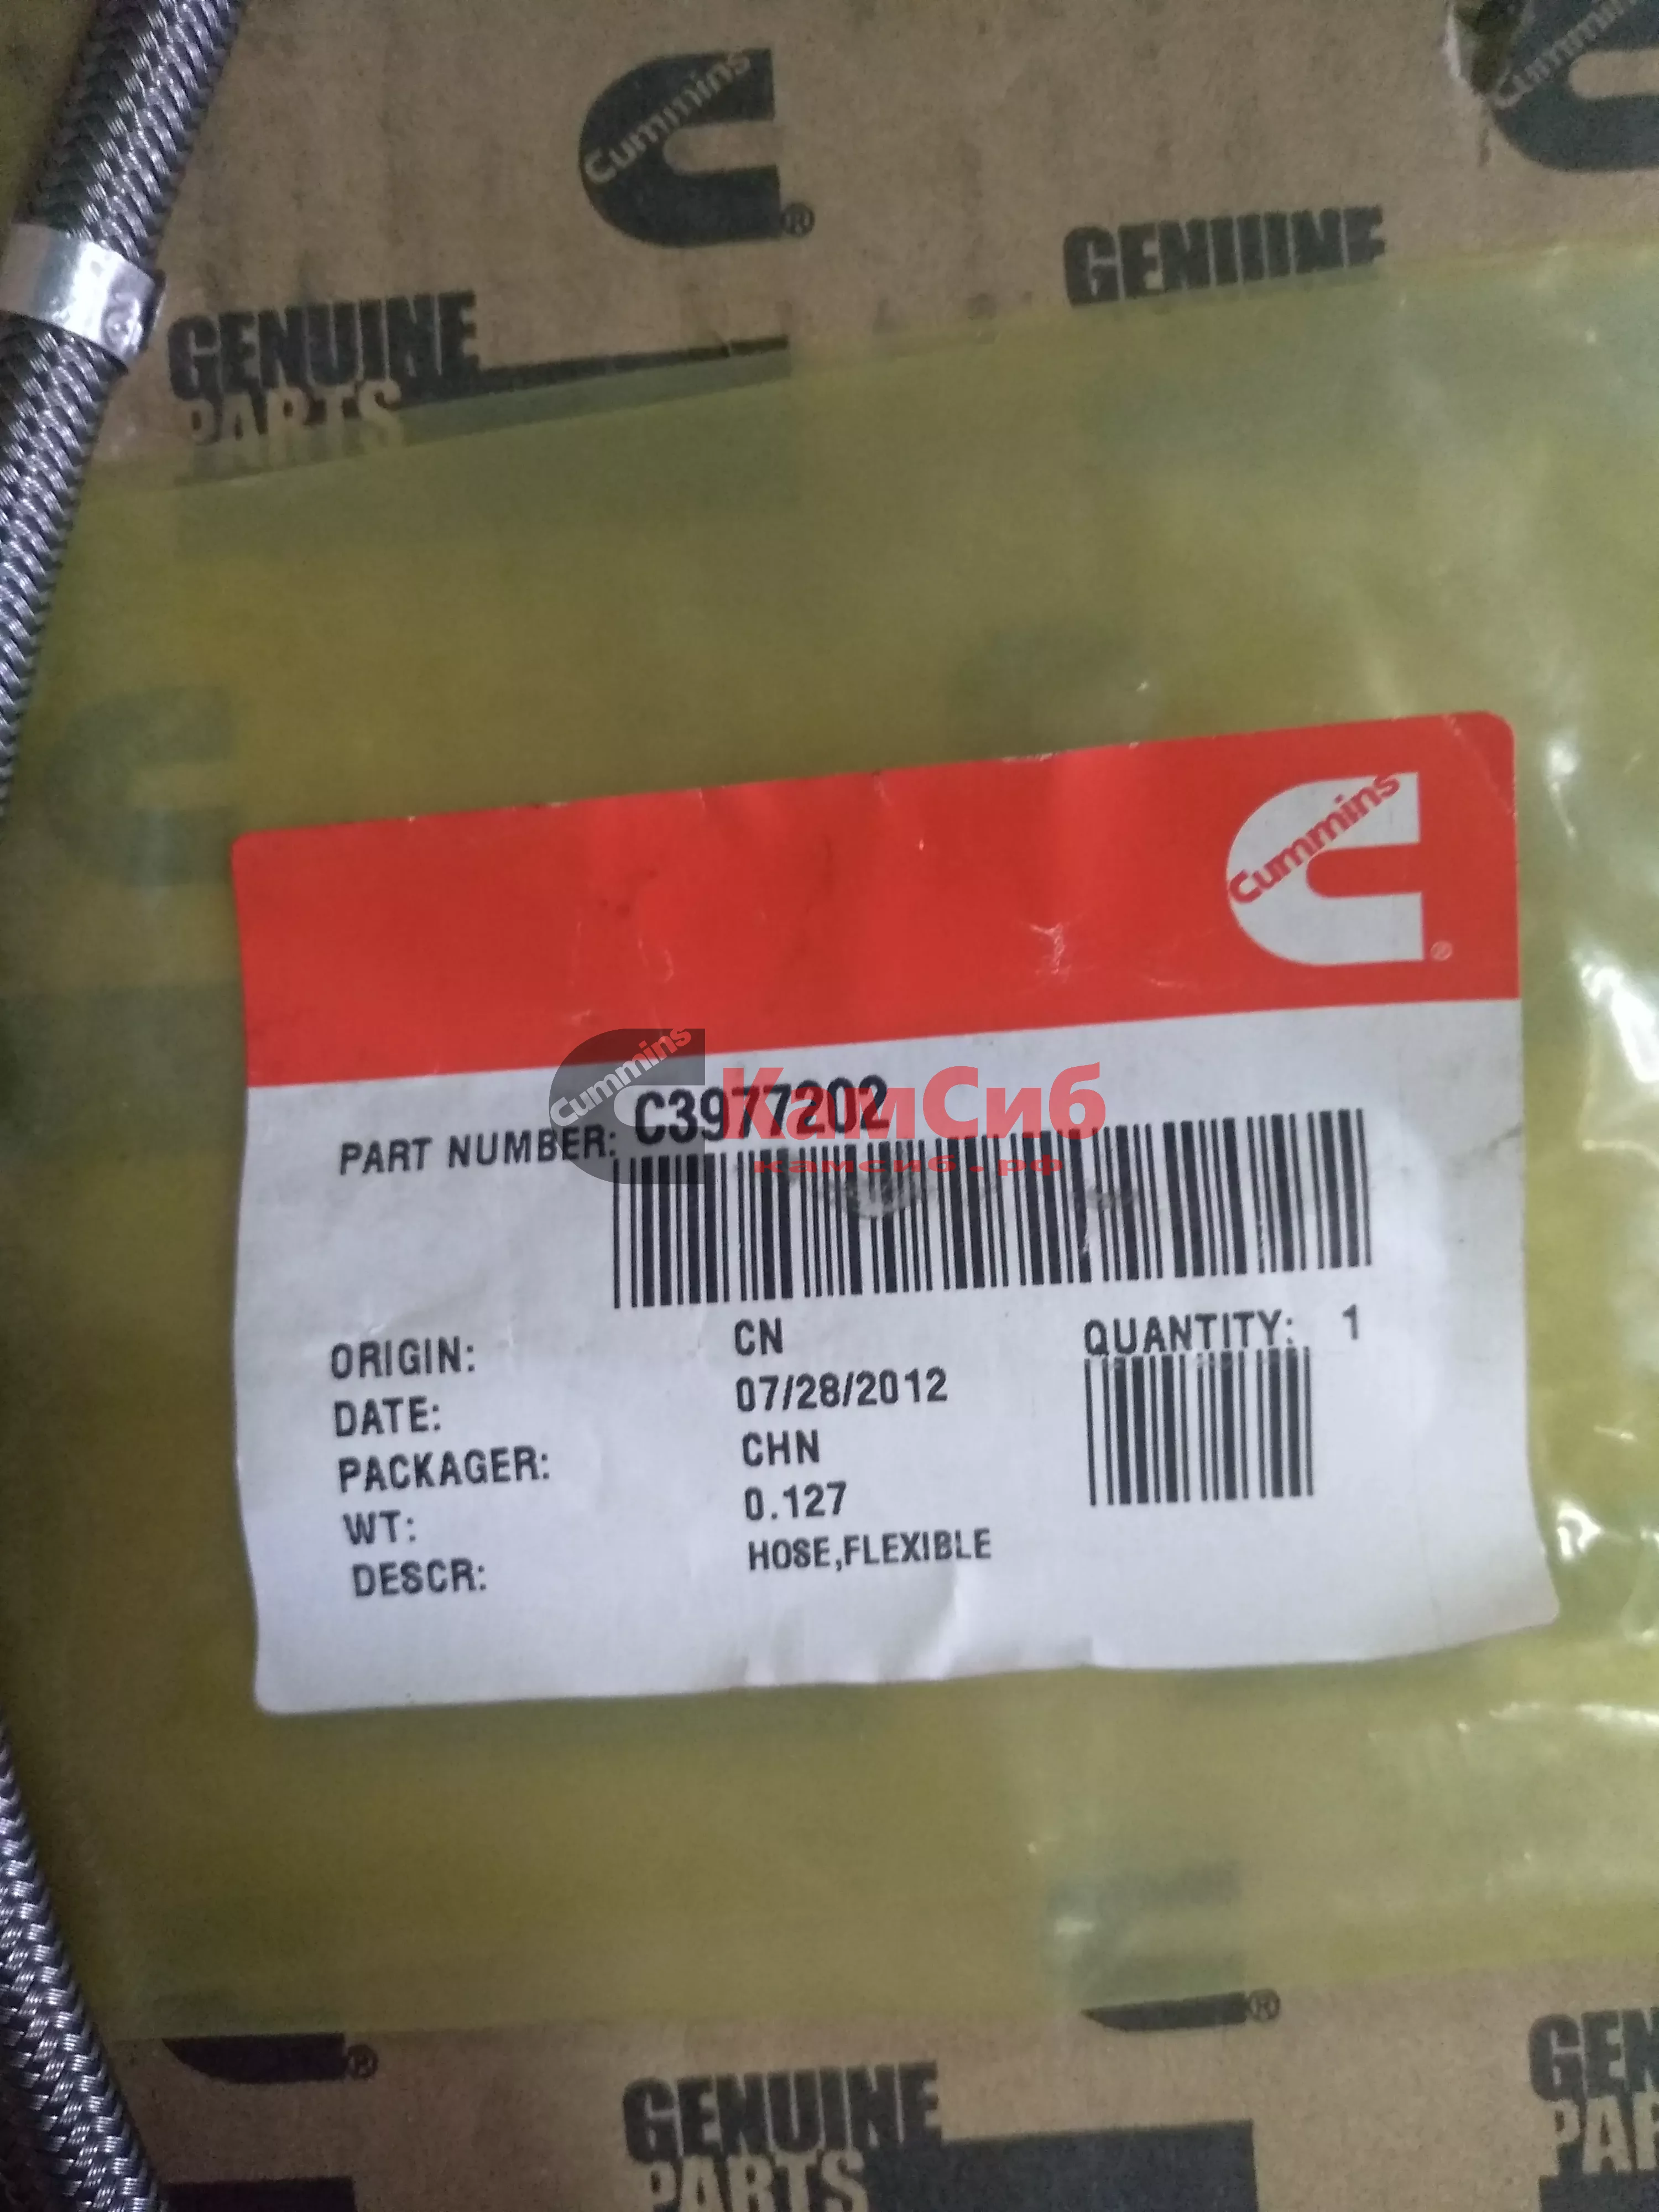 Cummins
Cummins
®
GENUINE
GENUINE
PARTS
Cummins
®
Cummins
C3977202
КамСиб
PART NUMBER:
камсиб.рф
ORIGIN: CN
QUANTITY: 1
DATE: 07/28/2012
PACKAGER: CHN
WT: 0.127
DESCR: HOSE,FLEXIBLE
®
®
GEN
PAR
GENUINE
PARTS